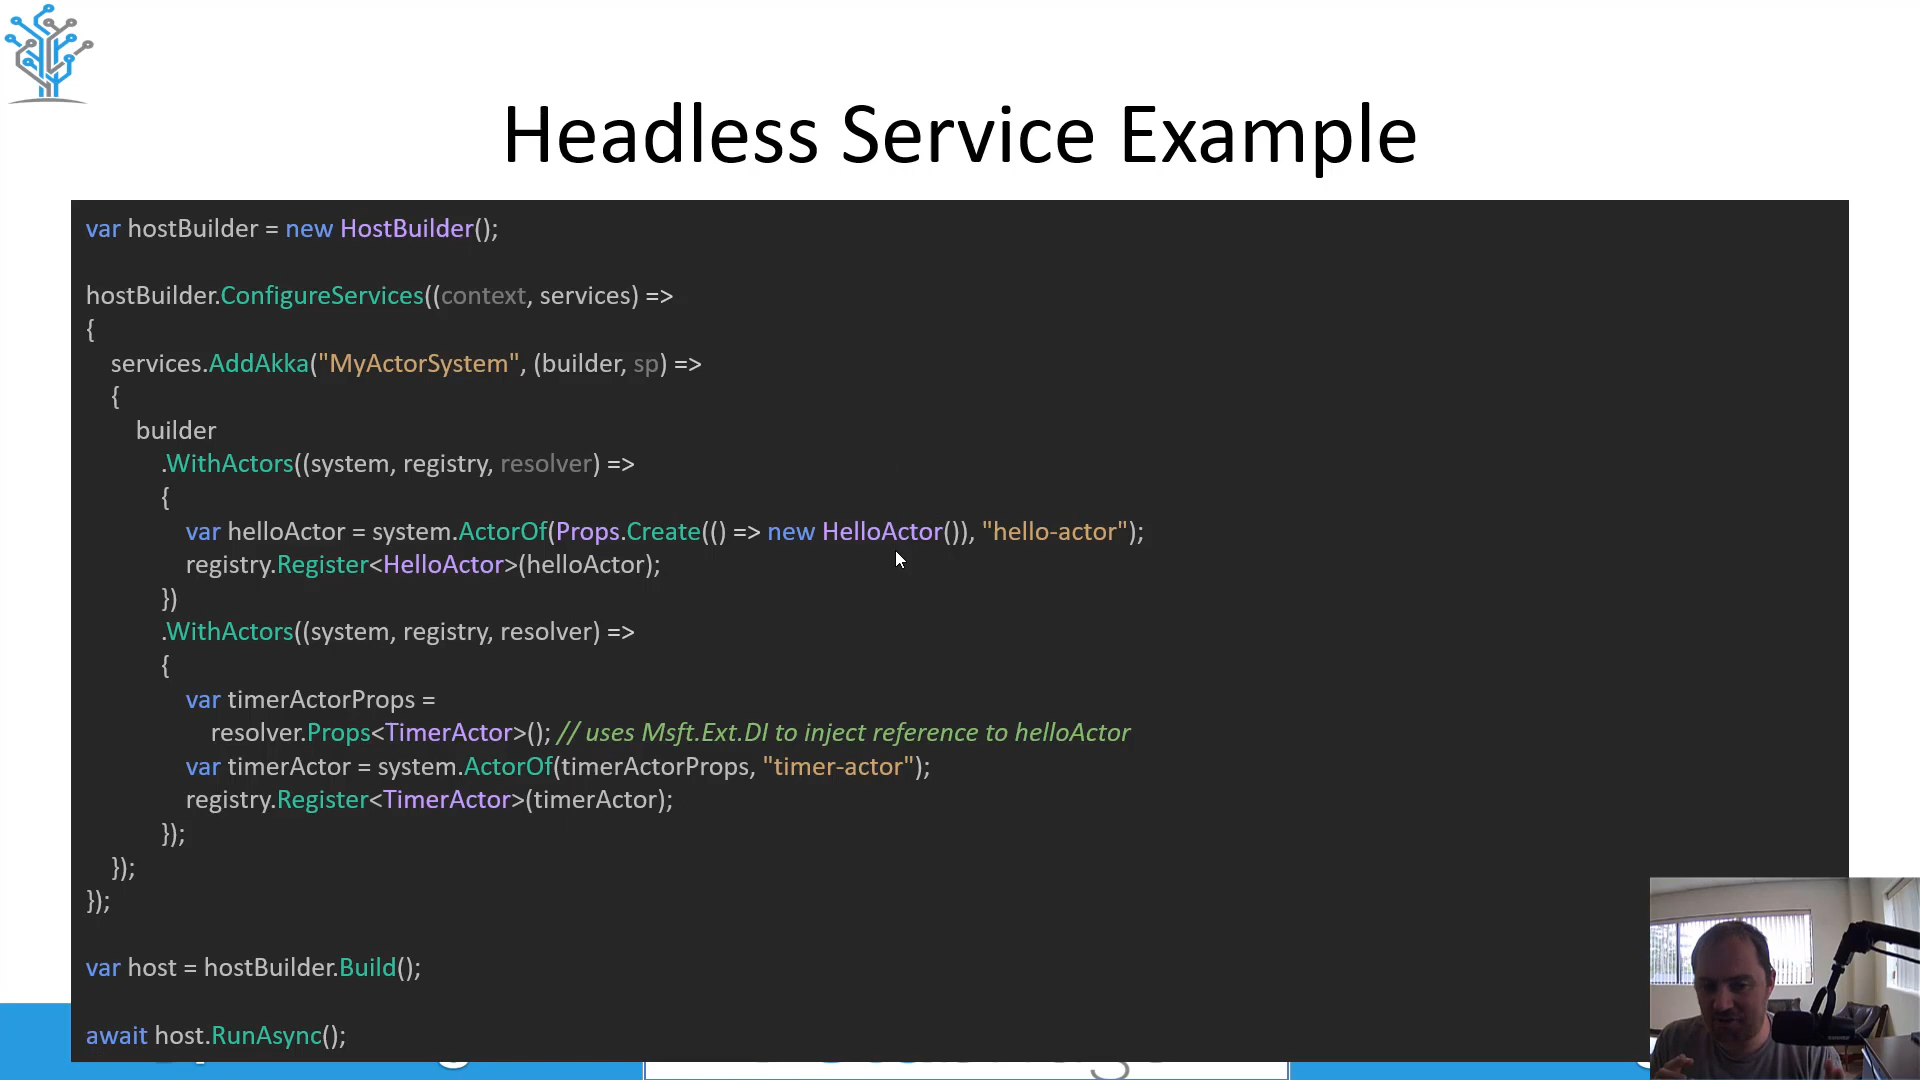 Headless Service Example
var hostBuilder = new HostBuilder();
hostBuilder.ConfigureServices((context, services) =>
{
services.AddAkka("MyActorSystem", (builder, sp) =>
{
builder
.WithActors((system, registry, resolver) =>
{
var helloActor = system.ActorOf(Props.Create(() => new HelloActor()), "hello-actor");
registry.Register<HelloActor>(helloActor);
})
.WithActors((system, registry, resolver) =>
{
var timerActorProps =
resolver.Props<TimerActor>(); // uses Msft.Ext.DI to inject reference to helloActor
var timerActor = system.ActorOf(timerActorProps, "timer-actor");
registry.Register<TimerActor>(timerActor);
});
});
});
var host = hostBuilder.Build();
await host.RunAsync();